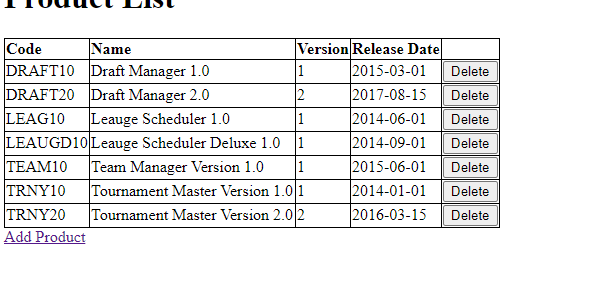 Product List
Code Name Version Release Date
DRAFT10 Draft Manager 1.0 1 2015-03-01 Delete
DRAFT20 Draft Manager 2.0 2 2017-08-15 Delete
LEAG10 Leauge Scheduler 1.0 1 2014-06-01 Delete
LEAUGD10 Leauge Scheduler Deluxe 1.0 1 2014-09-01 Delete
TEAM10 Team Manager Version 1.0 1 2015-06-01 Delete
TRNY10 Tournament Master Version 1.0 1 2014-01-01 Delete
TRNY20 Tournament Master Version 2.0 2 2016-03-15 Delete
Add Product